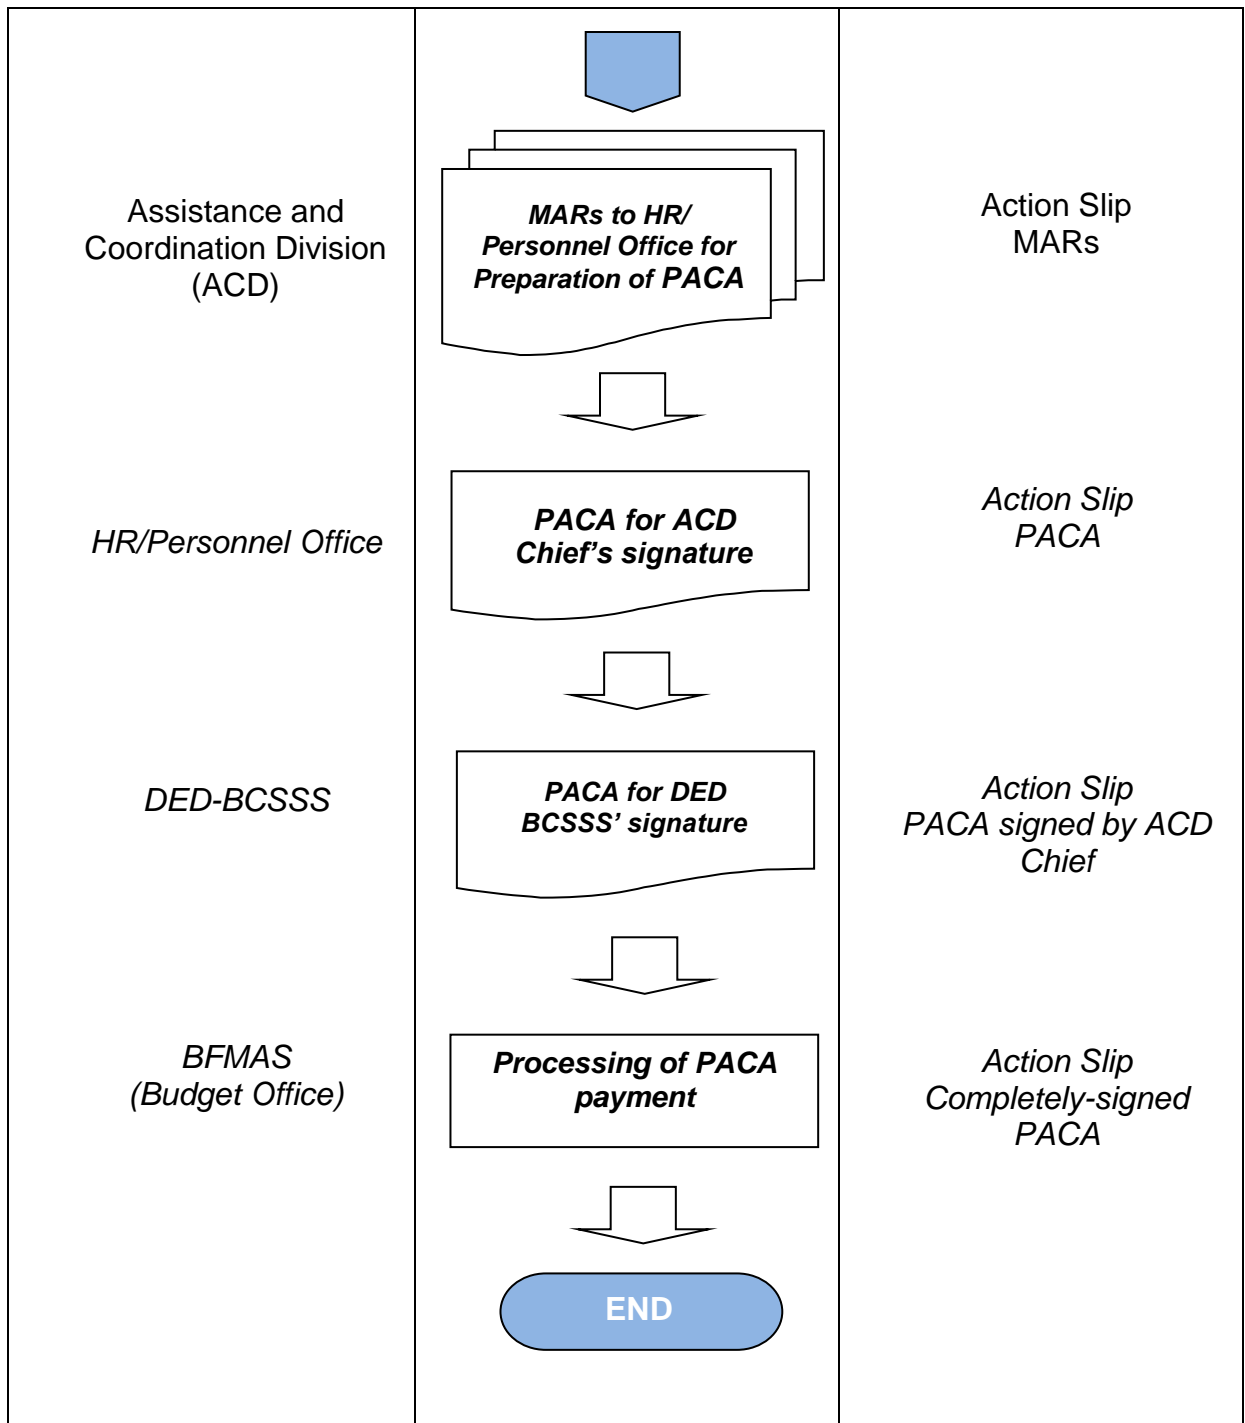 Assistance and
Coordination Division
(ACD)
MARs to HR/
Personnel Office for
Preparation of PACA
Action Slip
MARs
HR/Personnel Office
PACA for ACD
Chief’s signature
Action Slip
PACA
DED-BCSSS
PACA for DED
BCSSS’ signature
Action Slip
PACA signed by ACD
Chief
BFMAS
(Budget Office)
Processing of PACA
payment
Action Slip
Completely-signed
PACA
END